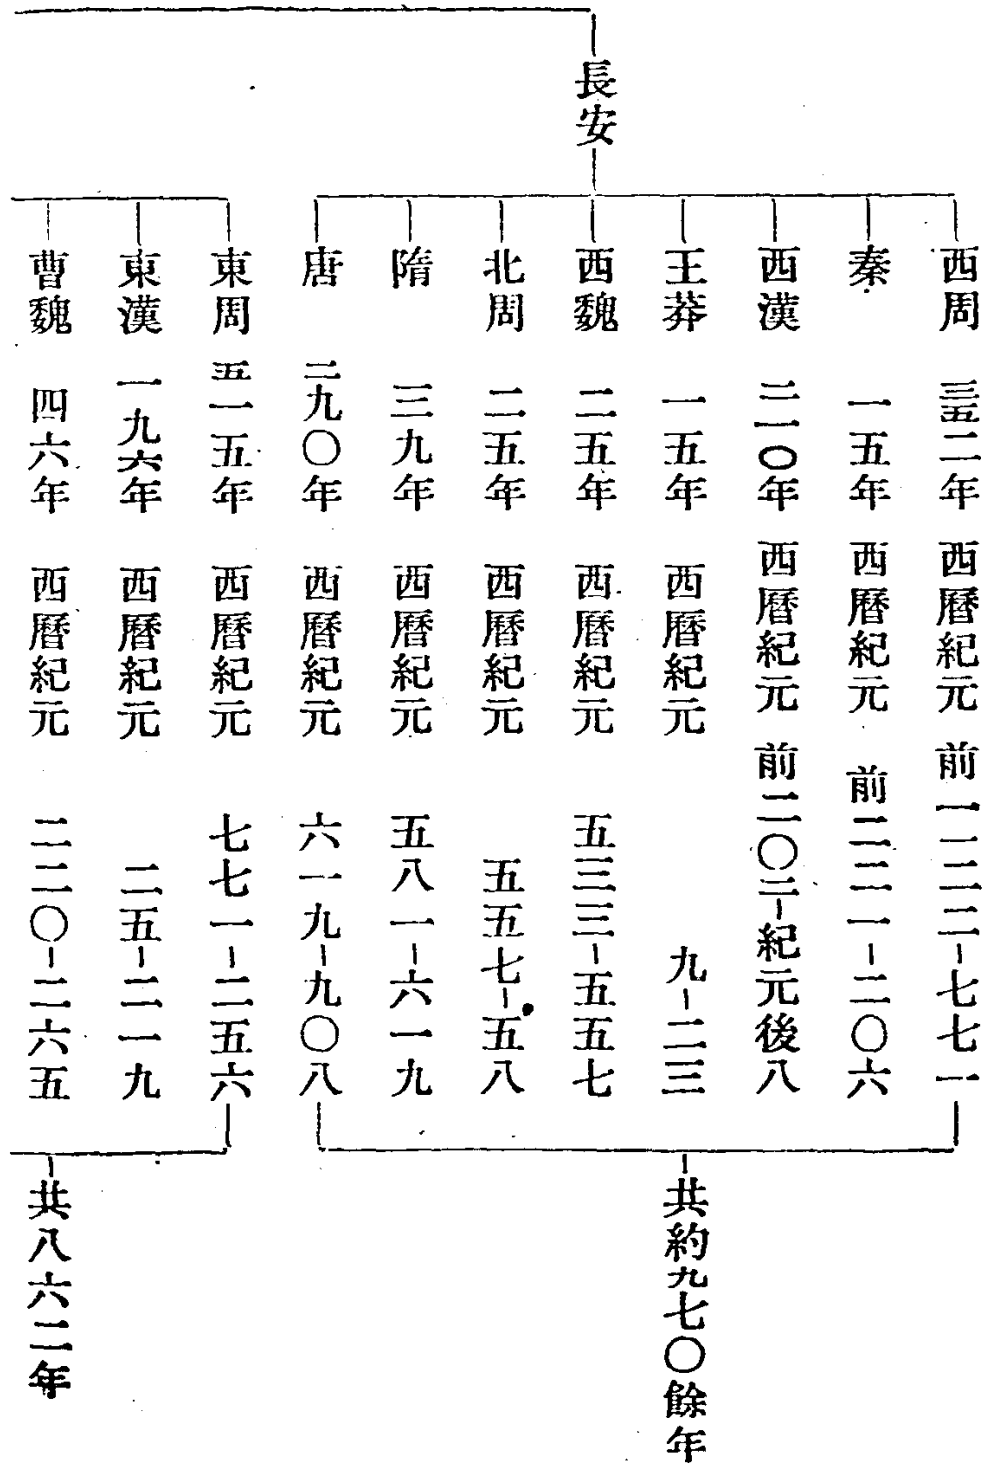 長安
西周 三五二年 西曆紀元 前一一二二-七七一
秦 一五年 西曆紀元 前二二一-二〇六
西漢 二一〇年 西曆紀元 前二〇二-紀元後八
王莽 一五年 西曆紀元 九-二三
西魏 二五年 西曆紀元 五三三-五五七
北周 二五年 西曆紀元 五五七-五八
隋 三九年 西曆紀元 五八一-六一九
唐 二九〇年 西曆紀元 六一九-九〇八
共約九七〇餘年
東周 五一五年 西曆紀元 七七一-二五六
東漢 一九六年 西曆紀元 二五-二一九
曹魏 四六年 西曆紀元 二二〇-二六五
共八六二年